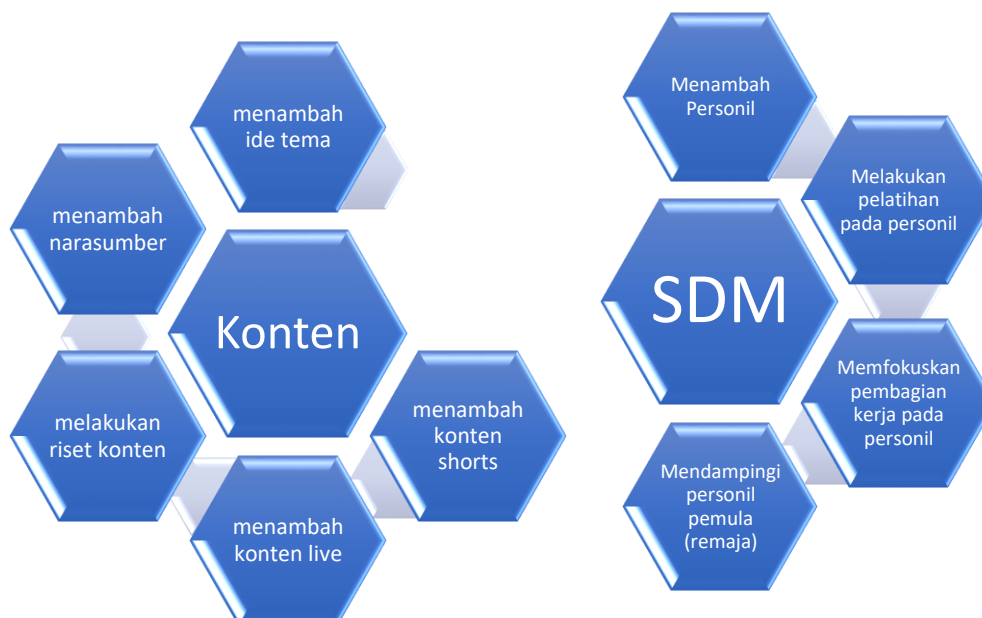 menambah
ide tema
menambah
narasumber
Konten
melakukan
riset konten
menambah
konten
shorts
menambah
konten live
Menambah
Personil
Melakukan
pelatihan
pada personil
SDM
Memfokuskan
pembagian
kerja pada
personil
Mendampingi
personil
pemula
(remaja)